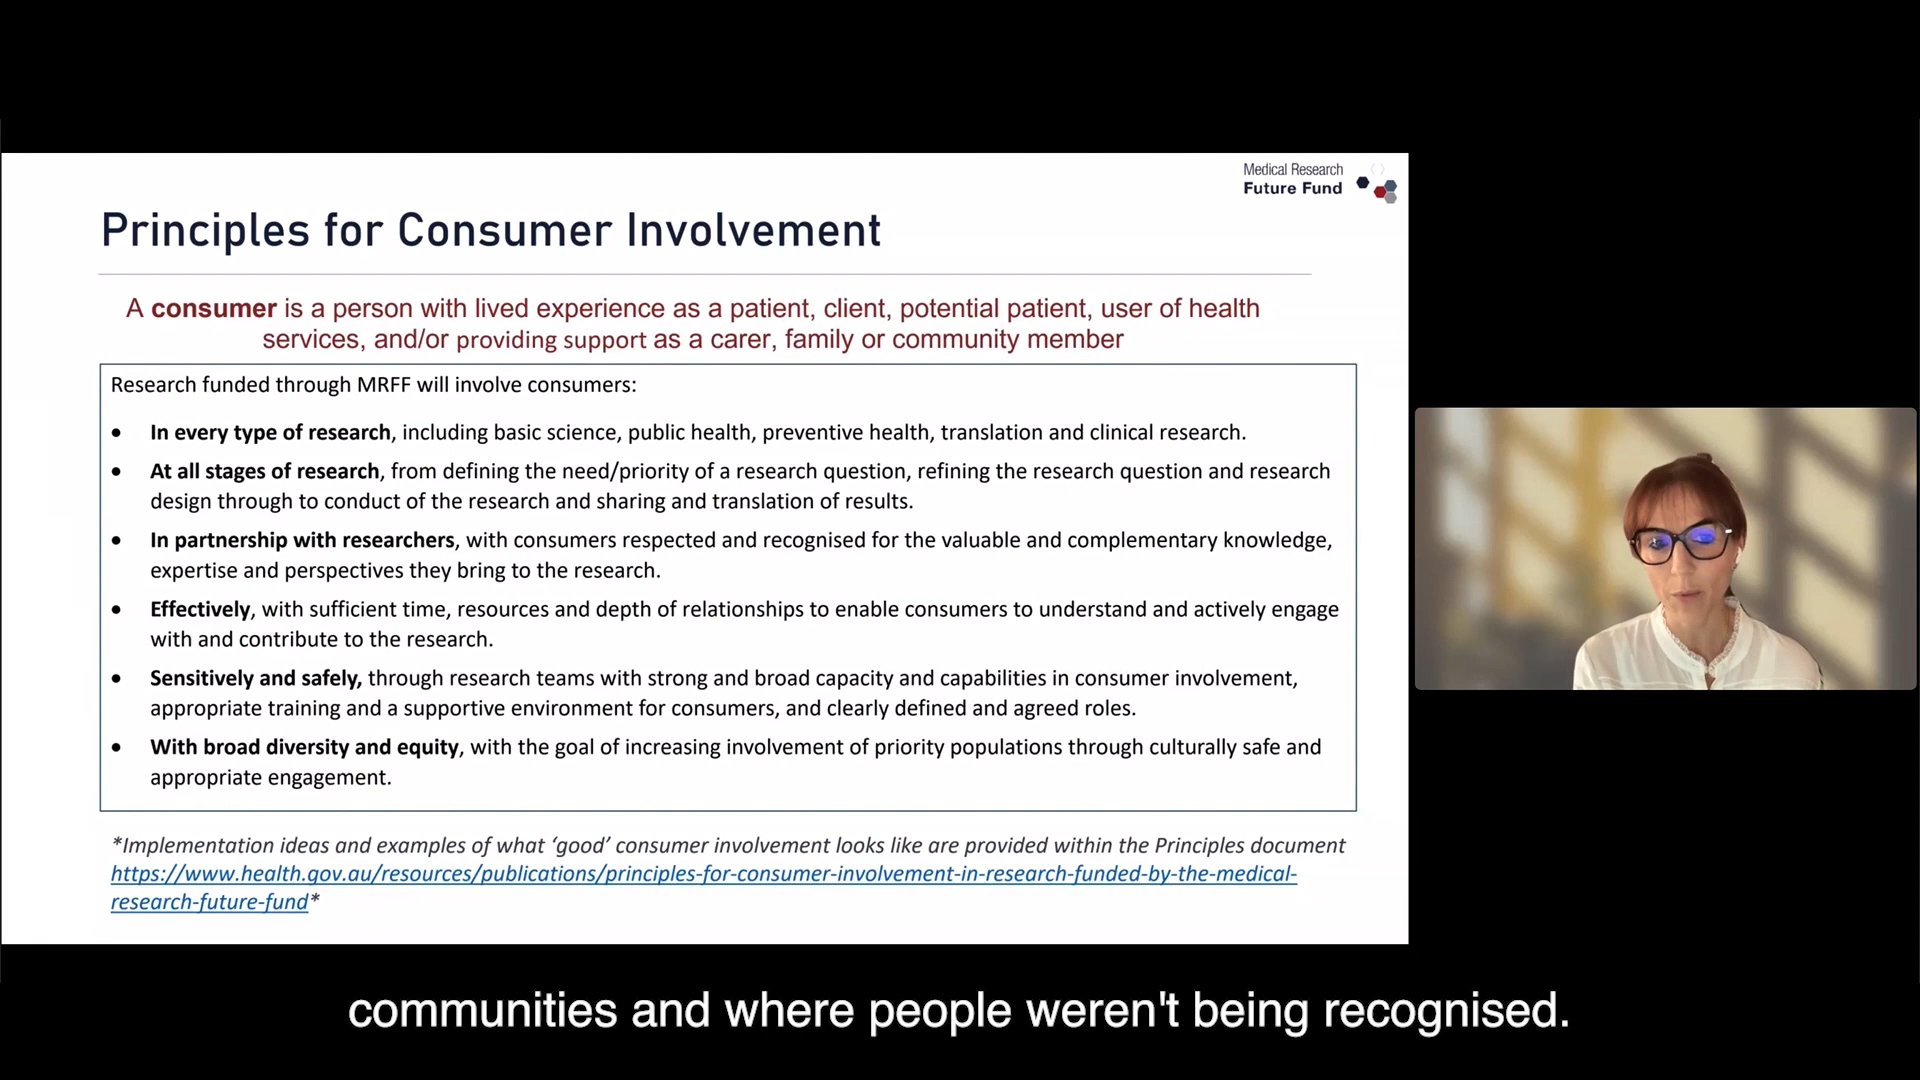 Medical Research
Future Fund
Principles for Consumer Involvement
A consumer is a person with lived experience as a patient, client, potential patient, user of health
services, and/or providing support as a carer, family or community member
Research funded through MRFF will involve consumers:
• In every type of research, including basic science, public health, preventive health, translation and clinical research.
• At all stages of research, from defining the need/priority of a research question, refining the research question and research
design through to conduct of the research and sharing and translation of results.
• In partnership with researchers, with consumers respected and recognised for the valuable and complementary knowledge,
expertise and perspectives they bring to the research.
• Effectively, with sufficient time, resources and depth of relationships to enable consumers to understand and actively engage
with and contribute to the research.
• Sensitively and safely, through research teams with strong and broad capacity and capabilities in consumer involvement,
appropriate training and a supportive environment for consumers, and clearly defined and agreed roles.
• With broad diversity and equity, with the goal of increasing involvement of priority populations through culturally safe and
appropriate engagement.
*Implementation ideas and examples of what ‘good’ consumer involvement looks like are provided within the Principles document
https://www.health.gov.au/resources/publications/principles-for-consumer-involvement-in-research-funded-by-the-medical-
research-future-fund*
communities and where people weren't being recognised.